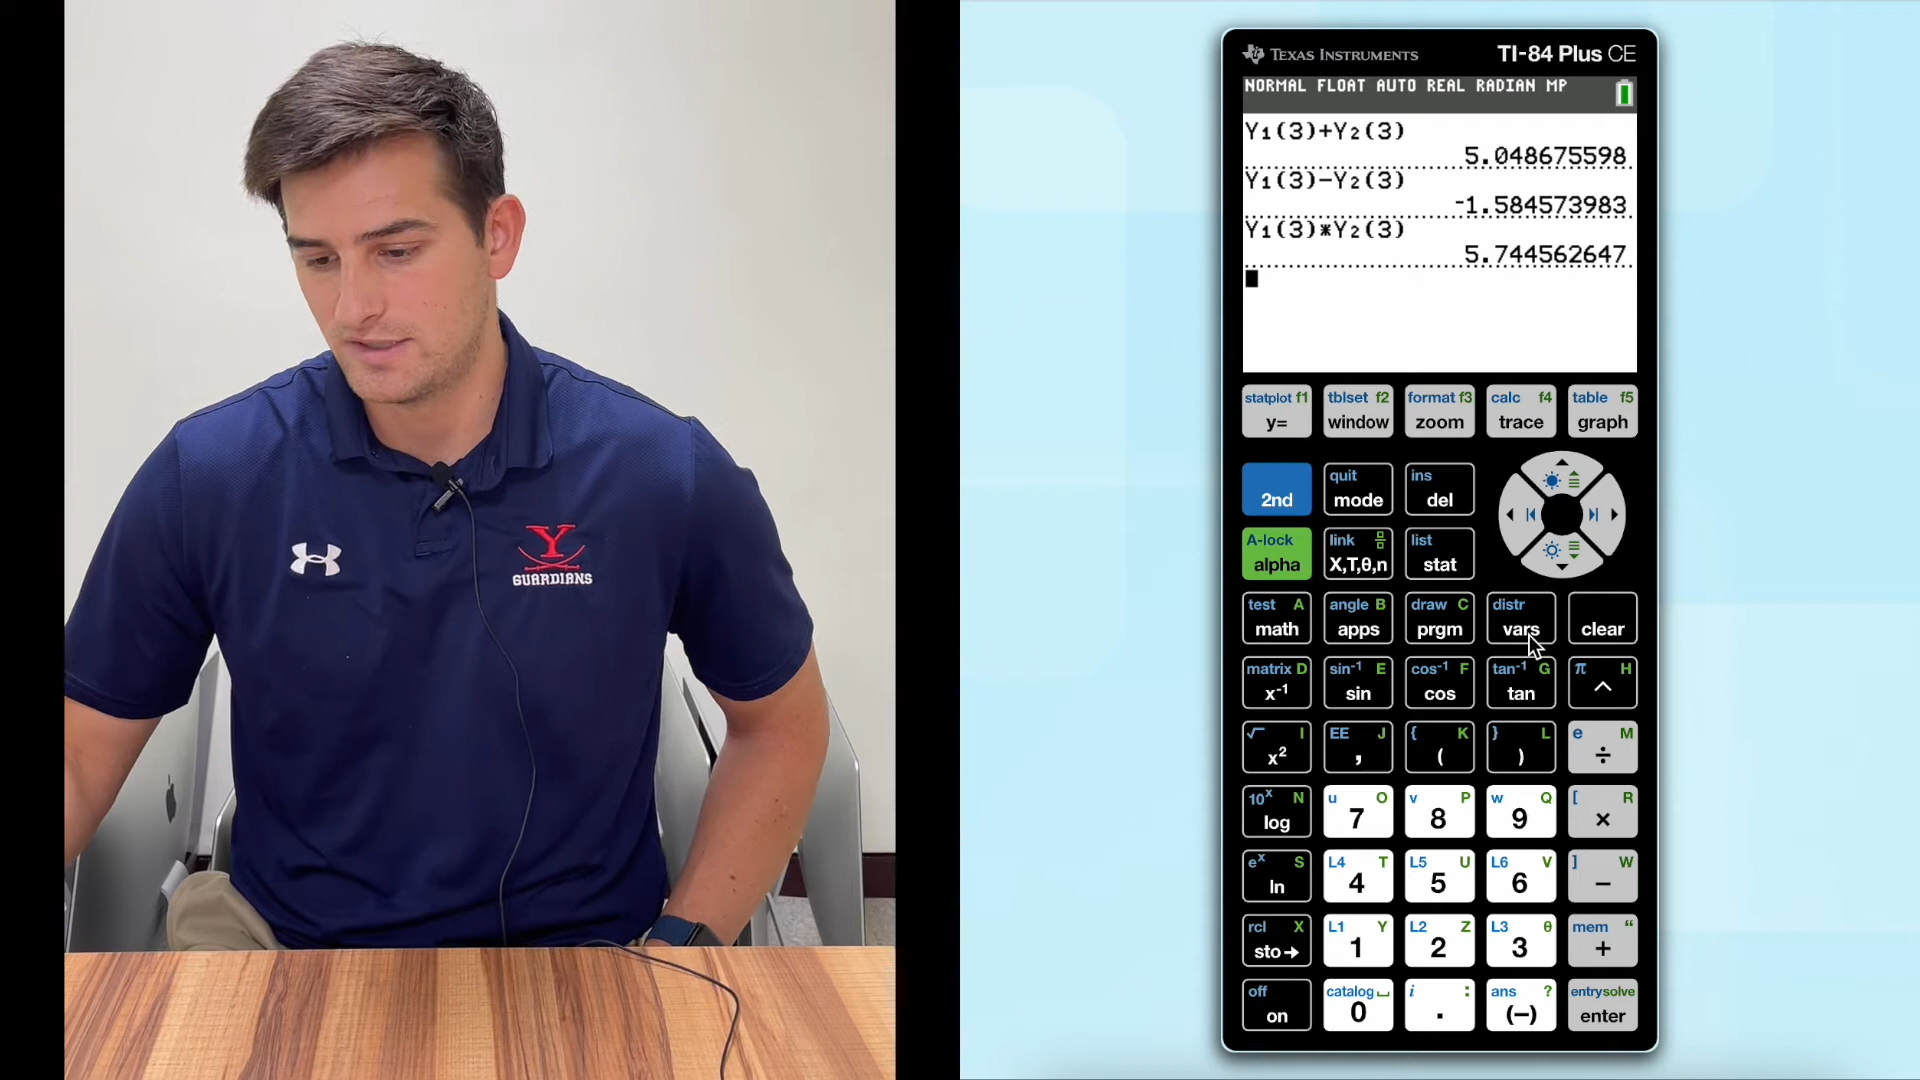 Y
GUARDIANS
TEXAS INSTRUMENTS TI-84 Plus CE
NORMAL FLOAT AUTO REAL RADIAN MP
Y₁(3)+Y₂(3)
5.048675598
Y₁(3)-Y₂(3)
-1.584573983
Y₁(3)*Y₂(3)
5.744562647
statplot f1 tblset f2 format f3 calc f4 table f5
y= window zoom trace graph
quit ins
2nd mode del
A-lock link list
alpha X,T,θ,n stat
test A angle B draw C distr
math apps prgm vars clear
matrix D sin⁻¹ E cos⁻¹ F tan⁻¹ G π H
x⁻¹ sin cos tan ^
√ I EE J { K } L e M
x² , ( ) ÷
10ˣ N u O v P w Q [ R
log 7 8 9 ×
eˣ S L4 T L5 U L6 V ] W
ln 4 5 6 −
rcl X L1 Y L2 Z L3 θ mem “
sto→ 1 2 3 +
off catalog i : ans ? entry solve
on 0 . (−) enter